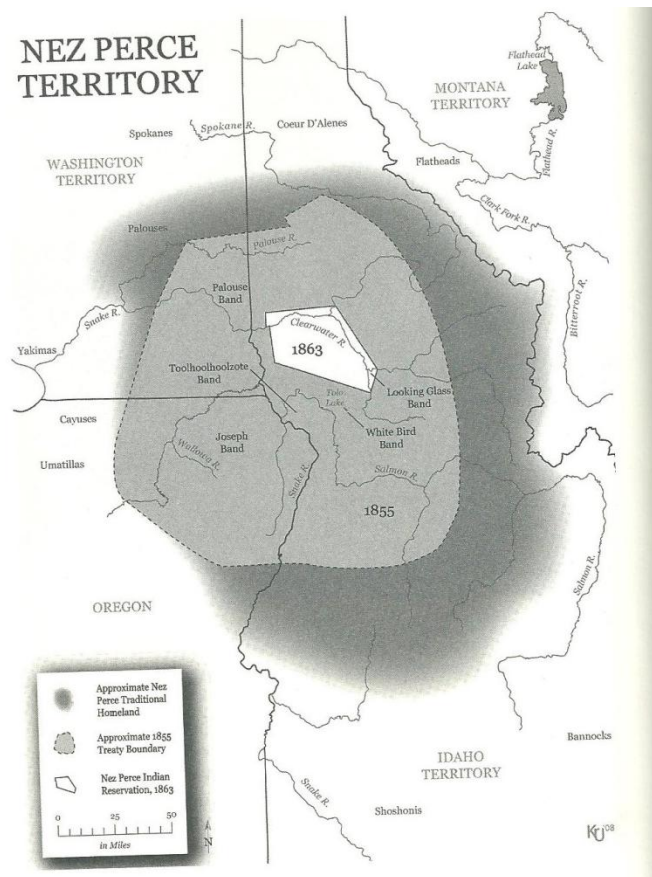 NEZ PERCE
TERRITORY
Flathead
Lake
MONTANA
TERRITORY
Spokanes
Spokane R.
Coeur D'Alenes
Flathead R.
Flatheads
WASHINGTON
TERRITORY
Clark Fork R.
Palouses
Palouse R.
Palouse
Band
Bitterroot R.
Snake R.
Clearwater R.
1863
Yakimas
Toolhoolhoolzote
Band
Looking Glass
Band
Lake
White Bird
Band
Cayuses
Joseph
Band
Wallowa R.
Umatillas
Snake R.
Salmon R.
1855
Salmon R.
OREGON
Approximate Nez
Perce Traditional
Homeland
Approximate 1855
Treaty Boundary
Nez Perce Indian
Reservation, 1863
0 25 50
in Miles
N
Bannocks
IDAHO
TERRITORY
Snake R.
Shoshonis
KU '08